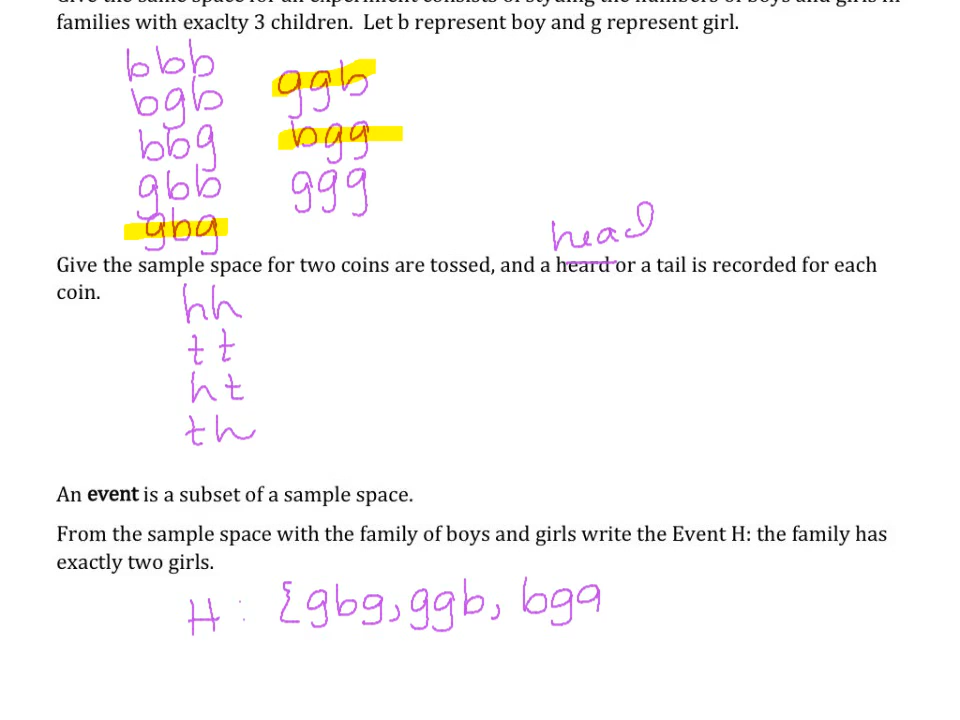 families with exaclty 3 children. Let b represent boy and g represent girl.
bbb
bgb
bbg
gbb
gbg
ggb
bgg
ggg
head
Give the sample space for two coins are tossed, and a heard or a tail is recorded for each
coin.
hh
tt
ht
th
An event is a subset of a sample space.
From the sample space with the family of boys and girls write the Event H: the family has
exactly two girls.
H : {gbg, ggb, bgg